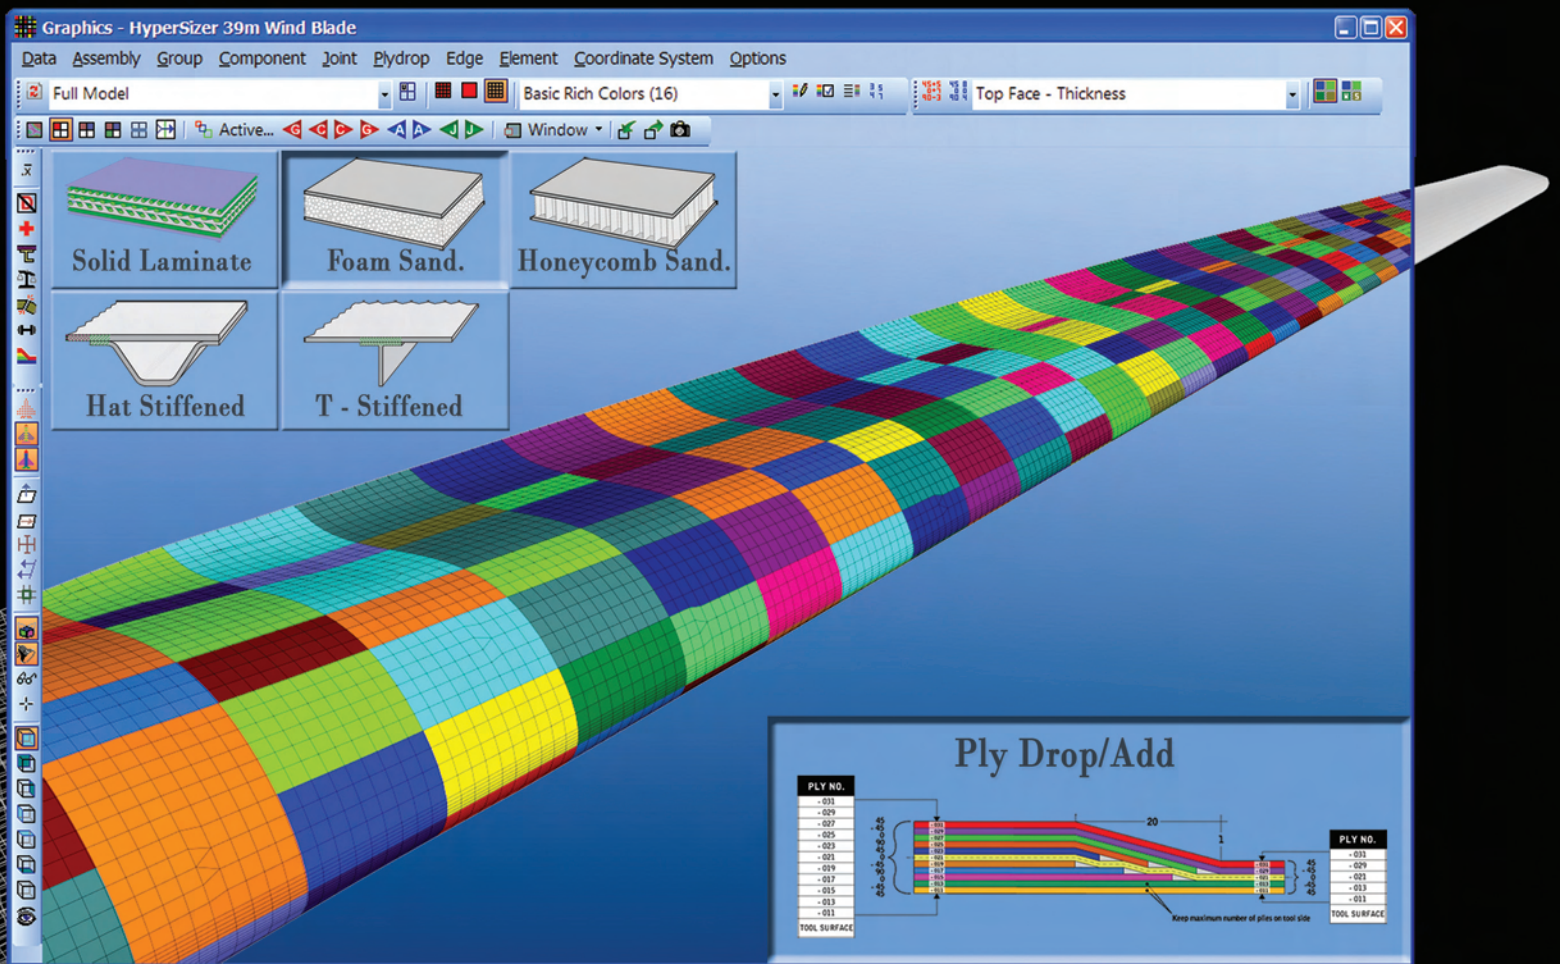 Graphics - HyperSizer 39m Wind Blade
Data Assembly Group Component Joint Plydrop Edge Element Coordinate System Options
Full Model Basic Rich Colors (16) Top Face - Thickness
Active... G C C G A A J J Window
Solid Laminate Foam Sand. Honeycomb Sand.
Hat Stiffened T - Stiffened
Ply Drop/Add
PLY NO.
- 031
- 029
- 027
- 025
- 023
- 021
- 019
- 017
- 015
- 013
- 011
TOOL SURFACE
20
1
Keep maximum number of plies on tool side
PLY NO.
- 031
- 029
- 021
- 013
- 011
TOOL SURFACE